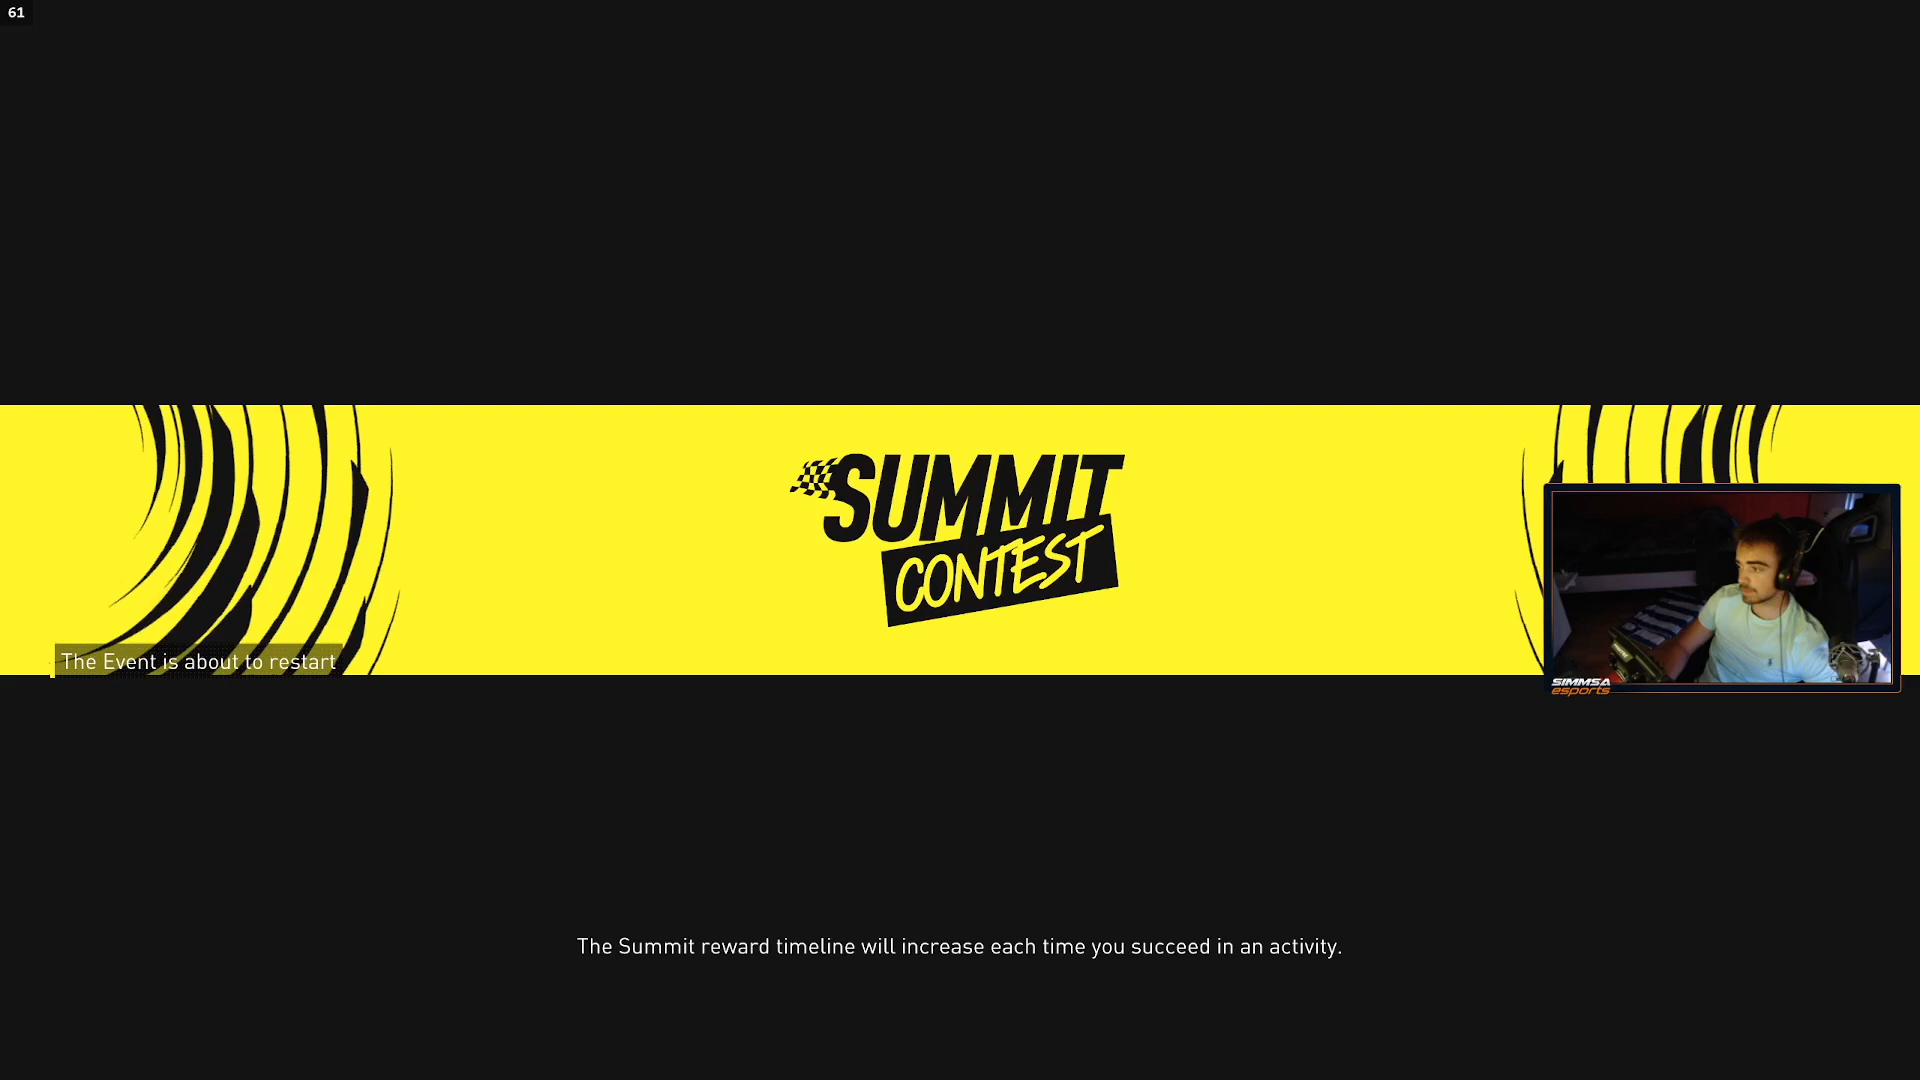 61
SUMMIT
CONTEST
The Event is about to restart
SIMMSA
esports
The Summit reward timeline will increase each time you succeed in an activity.